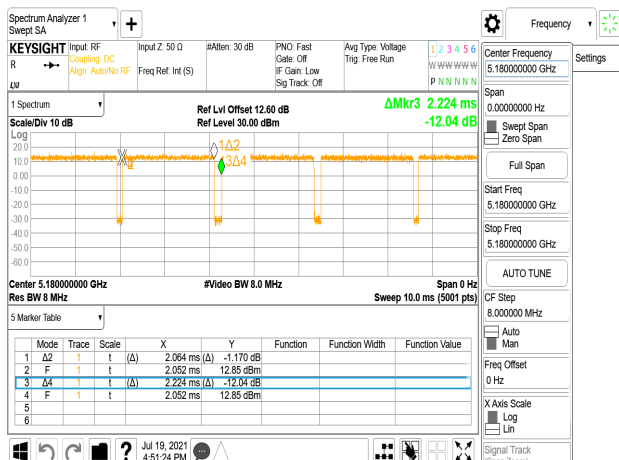 Spectrum Analyzer 1
Swept SA
Frequency
KEYSIGHT Input: RF Input Z: 50 Ω #Atten: 30 dB PNO: Fast Avg Type: Voltage 1 2 3 4 5 6
R Coupling: DC Gate: Off Trig: Free Run
Align: Auto/No RF Freq Ref: Int (S) IF Gain: Low W W W W W W
Sig Track: Off P N N N N N
Center Frequency
5.180000000 GHz
Settings
Span
0.00000000 Hz
Swept Span
Zero Span
Full Span
Start Freq
5.180000000 GHz
Stop Freq
5.180000000 GHz
AUTO TUNE
CF Step
8.000000 MHz
Auto
Man
Freq Offset
0 Hz
X Axis Scale
Log
Lin
Signal Track
1 Spectrum
Scale/Div 10 dB
Ref Lvl Offset 12.60 dB
Ref Level 30.00 dBm
ΔMkr3 2.224 ms
-12.04 dB
Log
20.0
10.0
0.00
-10.0
-20.0
-30.0
-40.0
-50.0
-60.0
1Δ2
3Δ4
Center 5.180000000 GHz #Video BW 8.0 MHz Span 0 Hz
Res BW 8 MHz Sweep 10.0 ms (5001 pts)
5 Marker Table
Mode Trace Scale X Y Function Function Width Function Value
1 Δ2 1 t (Δ) 2.064 ms (Δ) -1.170 dB
2 F 1 t 2.052 ms 12.85 dBm
3 Δ4 1 t (Δ) 2.224 ms (Δ) -12.04 dB
4 F 1 t 2.052 ms 12.85 dBm
5
6
? Jul 19, 2021
4:51:24 PM